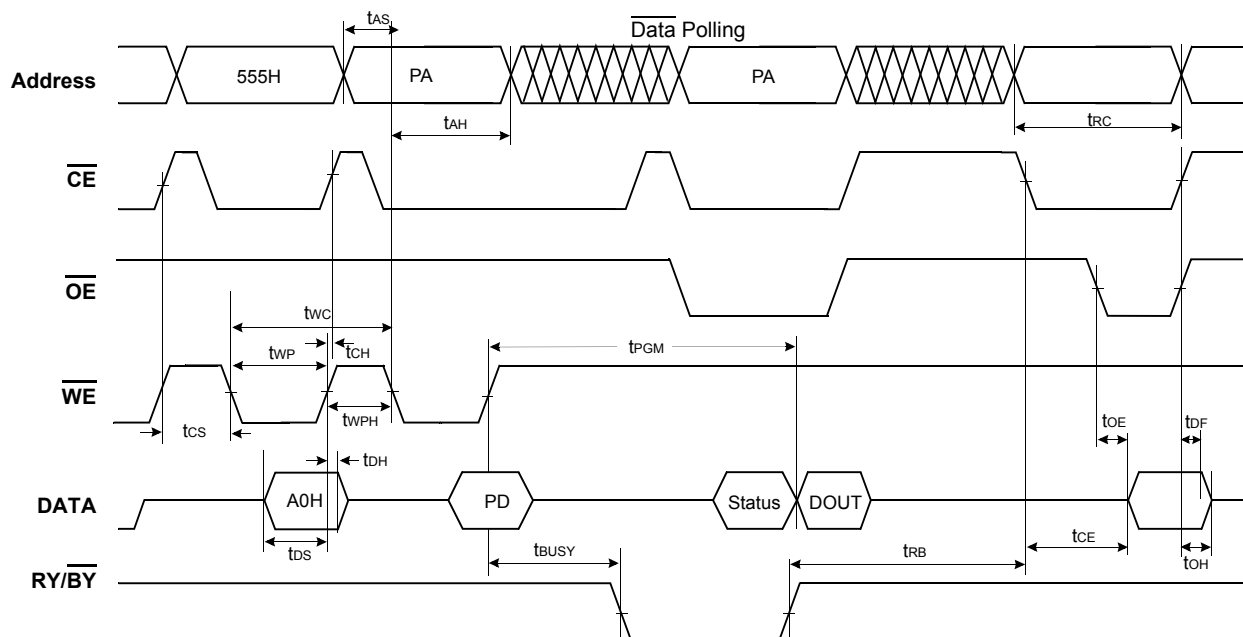 tAS
Data Polling
Address
555H
PA
PA
tAH
tRC
CE
OE
tWC
tWP
tCH
tPGM
WE
tCS
tWPH
tOE
tDF
tDH
DATA
A0H
PD
Status
DOUT
tDS
tBUSY
tRB
tCE
tOH
RY/BY